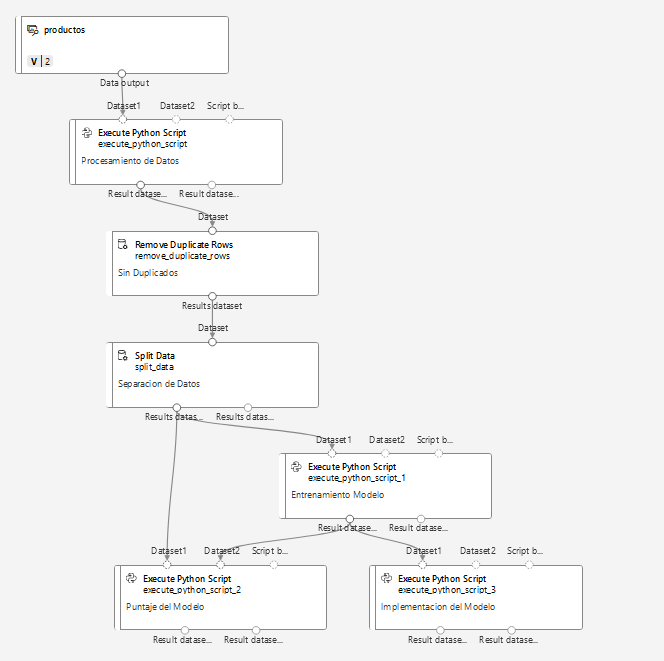 productos
V | 2
Data output
Dataset1 Dataset2 Script b...
Execute Python Script
execute_python_script
Procesamiento de Datos
Result datase... Result datase...
Dataset
Remove Duplicate Rows
remove_duplicate_rows
Sin Duplicados
Results dataset
Dataset
Split Data
split_data
Separacion de Datos
Results datas... Results datas...
Dataset1 Dataset2 Script b...
Execute Python Script
execute_python_script_1
Entrenamiento Modelo
Result datase... Result datase...
Dataset1 Dataset2 Script b...
Execute Python Script
execute_python_script_2
Puntaje del Modelo
Result datase... Result datase...
Dataset1 Dataset2 Script b...
Execute Python Script
execute_python_script_3
Implementacion del Modelo
Result datase... Result datase...